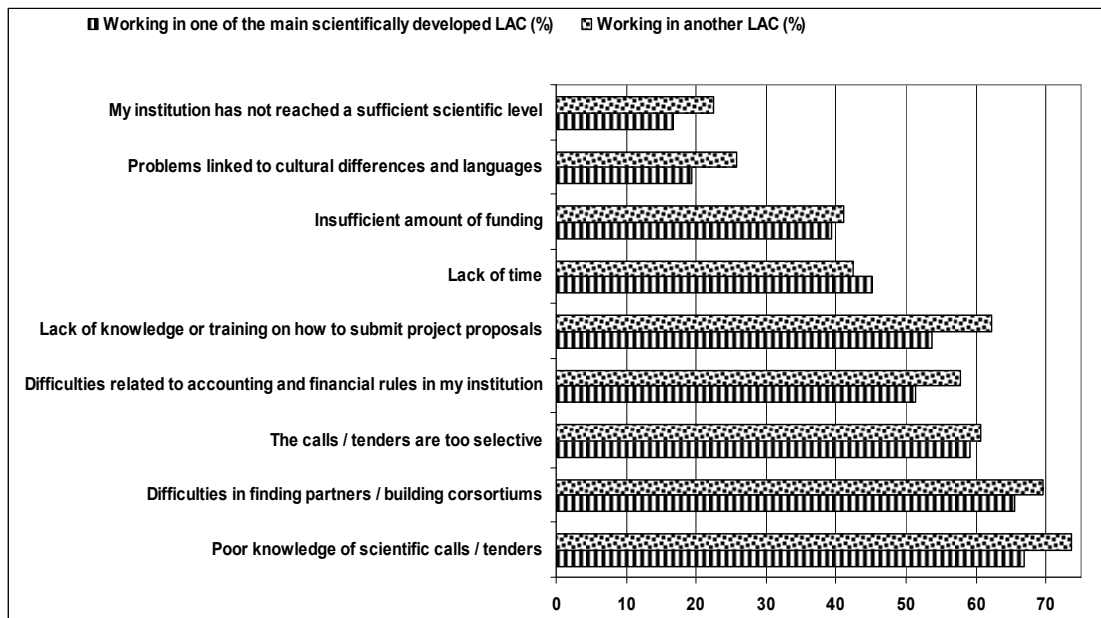 Working in one of the main scientifically developed LAC (%) Working in another LAC (%)
My institution has not reached a sufficient scientific level
Problems linked to cultural differences and languages
Insufficient amount of funding
Lack of time
Lack of knowledge or training on how to submit project proposals
Difficulties related to accounting and financial rules in my institution
The calls / tenders are too selective
Difficulties in finding partners / building consortiums
Poor knowledge of scientific calls / tenders
0 10 20 30 40 50 60 70